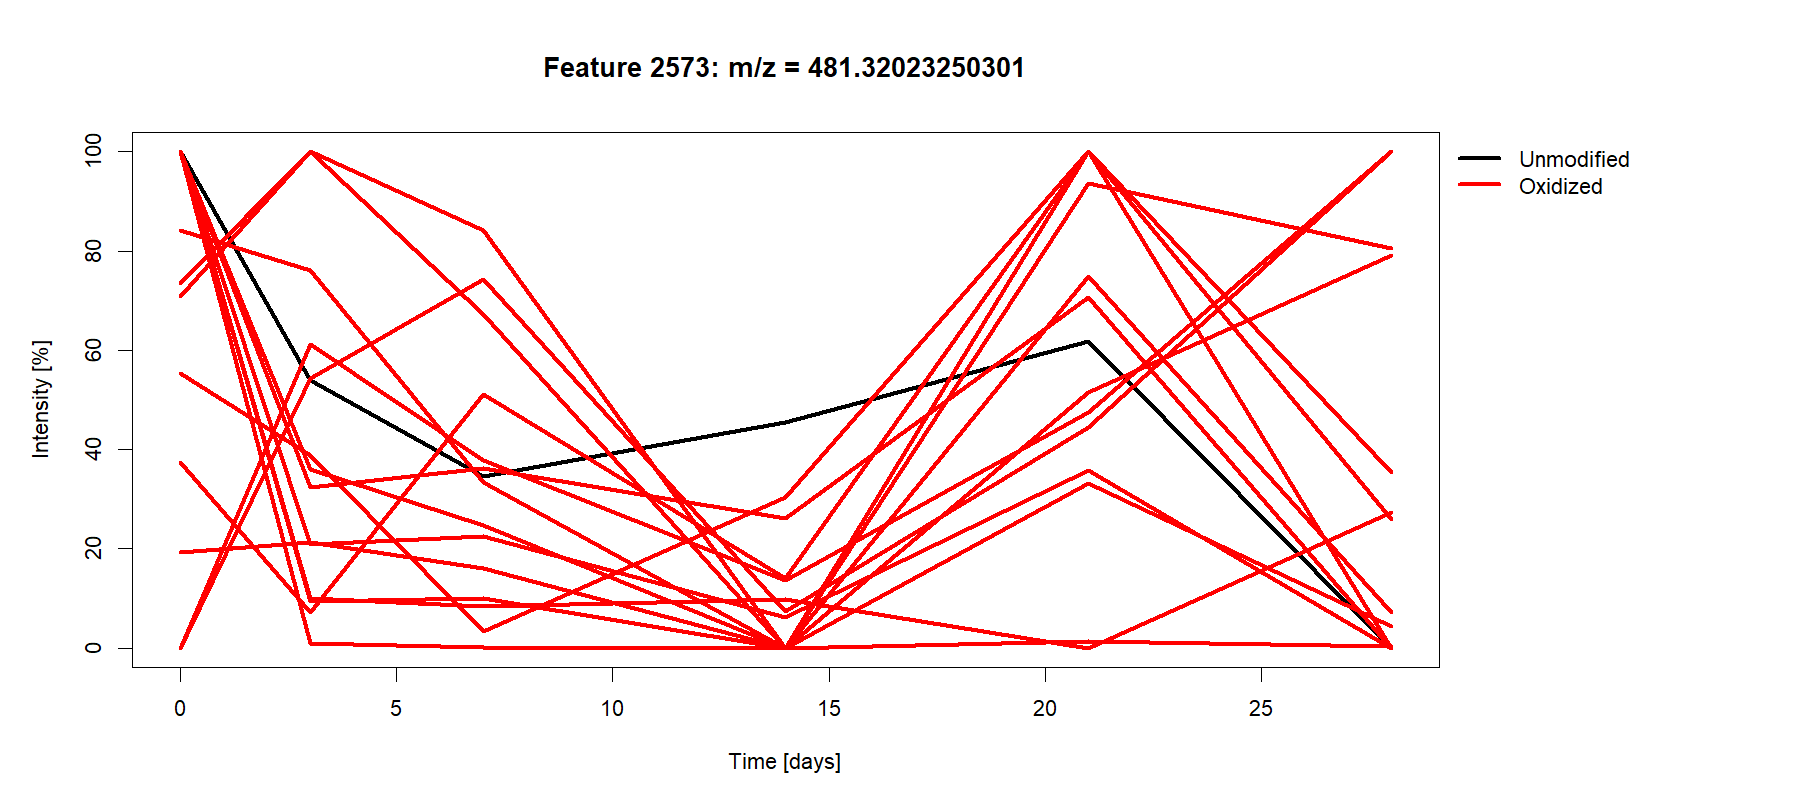 Feature 2573: m/z = 481.32023250301
Unmodified
Oxidized
Intensity [%]
100
80
60
40
20
0
0 5 10 15 20 25
Time [days]